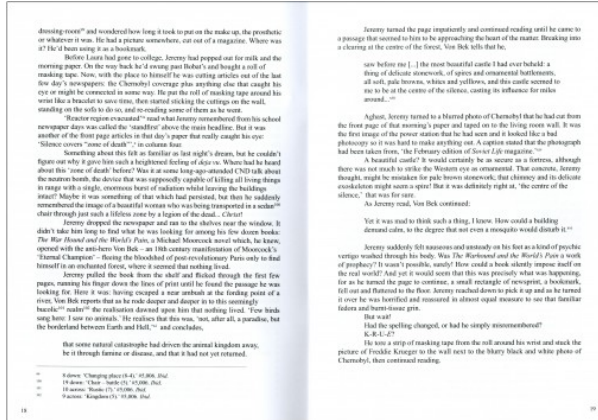 dressing-room and wondered how long it took to put on the make up, the prosthetic
or whatever it was. He had a picture somewhere, cut out of a magazine. Where was
it? He'd been using it as a bookmark.
Before Laura had gone to college, Jeremy had popped out for milk and the
morning paper. On the way back he'd swung past Rehat's and bought a roll of
masking tape. Now, with the place to himself he was cutting articles out of the last
few day's newspapers: the Chernobyl coverage plus anything else that caught his
eye or might be connected in some way. He put the roll of masking tape around his
wrist like a bracelet to save time, then started sticking the cuttings on the wall,
standing on the sofa to do so, and re-reading some of them as he went.
'Reactor region evacuated' read what Jeremy remembered from his school
newspaper days was called the 'standfirst' above the main headline. But it was
another of the front page articles in that day's paper that really caught his eye:
'Silence covers "zone of death"', in column four.
Something about this felt as familiar as last night's dream, but he couldn't
figure out why it gave him such a heightened feeling of deja vu. Where had he heard
about this 'zone of death' before? Was it at some long-ago-attended CND talk about
the neutron bomb, the device that was supposedly capable of killing all living things
in range with a single, enormous burst of radiation whilst leaving the buildings
intact? Maybe it was something of that which had persisted, but then he suddenly
remembered the image of a beautiful woman who was being transported in a sedan
chair through just such a lifeless zone by a legion of the dead... Christ!
Jeremy dropped the newspaper and ran to the shelves near the window. It
didn't take him long to find what he was looking for among his few dozen books:
The War Hound and the World's Pain, a Michael Moorcock novel which, he knew,
opened with the anti-hero Von Bek – an 18th century manifestation of Moorcock's
'Eternal Champion' – fleeing the bloodshed of post-revolutionary Paris only to find
himself in an enchanted forest, where it seemed that nothing lived.
Jeremy pulled the book from the shelf and flicked through the first few
pages, running his finger down the lines of print until he found the passage he was
looking for. Here it was: having escaped a near ambush at the fording point of a
river, Von Bek reports that as he rode deeper and deeper in to this seemingly
bucolic realm the realisation dawned upon him that nothing lived. 'Few birds
sung here: I saw no animals.' He realises that this was, 'not, after all, a paradise, but
the borderland between Earth and Hell,' and concludes,
that some natural catastrophe had driven the animal kingdom away,
be it through famine or disease, and that it had not yet returned.
8 down: 'Changing place (8-4).' #5,006. Ibid.
19 down: 'Chair – battle (5).' #5,006. Ibid.
10 across: 'Rustic (7).' #5,006. Ibid.
9 across: 'Kingdom (5).' #5,006. Ibid.
18
Jeremy turned the page impatiently and continued reading until he came to
a passage that seemed to him to be approaching the heart of the matter. Breaking into
a clearing at the centre of the forest, Von Bek tells that he,
saw before me [...] the most beautiful castle I had ever beheld: a
thing of delicate stonework, of spires and ornamental battlements,
all soft, pale browns, whites and yellows, and this castle seemed to
me to be at the centre of the silence, casting its influence for miles
around...
Aghast, Jeremy turned to a blurred photo of Chernobyl that he had cut from
the front page of that morning's paper and taped on to the living room wall. It was
the first image of the power station that he had seen and it looked like a bad
photocopy so it was hard to make anything out. A caption stated that the photograph
had been taken from, 'the February edition of Soviet Life magazine.'
A beautiful castle? It would certainly be as secure as a fortress, although
there was not much to strike the Western eye as ornamental. That concrete, Jeremy
thought, might be mistaken for pale brown stonework; that chimney and its delicate
exoskeleton might seem a spire! But it was definitely right at, 'the centre of the
silence,' that was for sure.
As Jeremy read, Von Bek continued:
Yet it was mad to think such a thing, I knew. How could a building
demand calm, to the degree that not even a mosquito would disturb it.
Jeremy suddenly felt nauseous and unsteady on his feet as a kind of psychic
vertigo washed through his body. Was The Warhound and the World's Pain a work
of prophecy? It wasn't possible, surely! How could a book silently impose itself on
the real world? And yet it would seem that this was precisely what was happening,
for as he turned the page to continue, a small rectangle of newsprint, a bookmark,
fell out and fluttered to the floor. Jeremy reached down to pick it up and as he turned
it over he was horrified and reassured in almost equal measure to see that familiar
fedora and burnt-tissue grin.
But wait!
Had the spelling changed, or had he simply misremembered?
K-R-U-E?
He tore a strip of masking tape from the roll around his wrist and stuck the
picture of Freddie Krueger to the wall next to the blurry black and white photo of
Chernobyl, then continued reading.
19